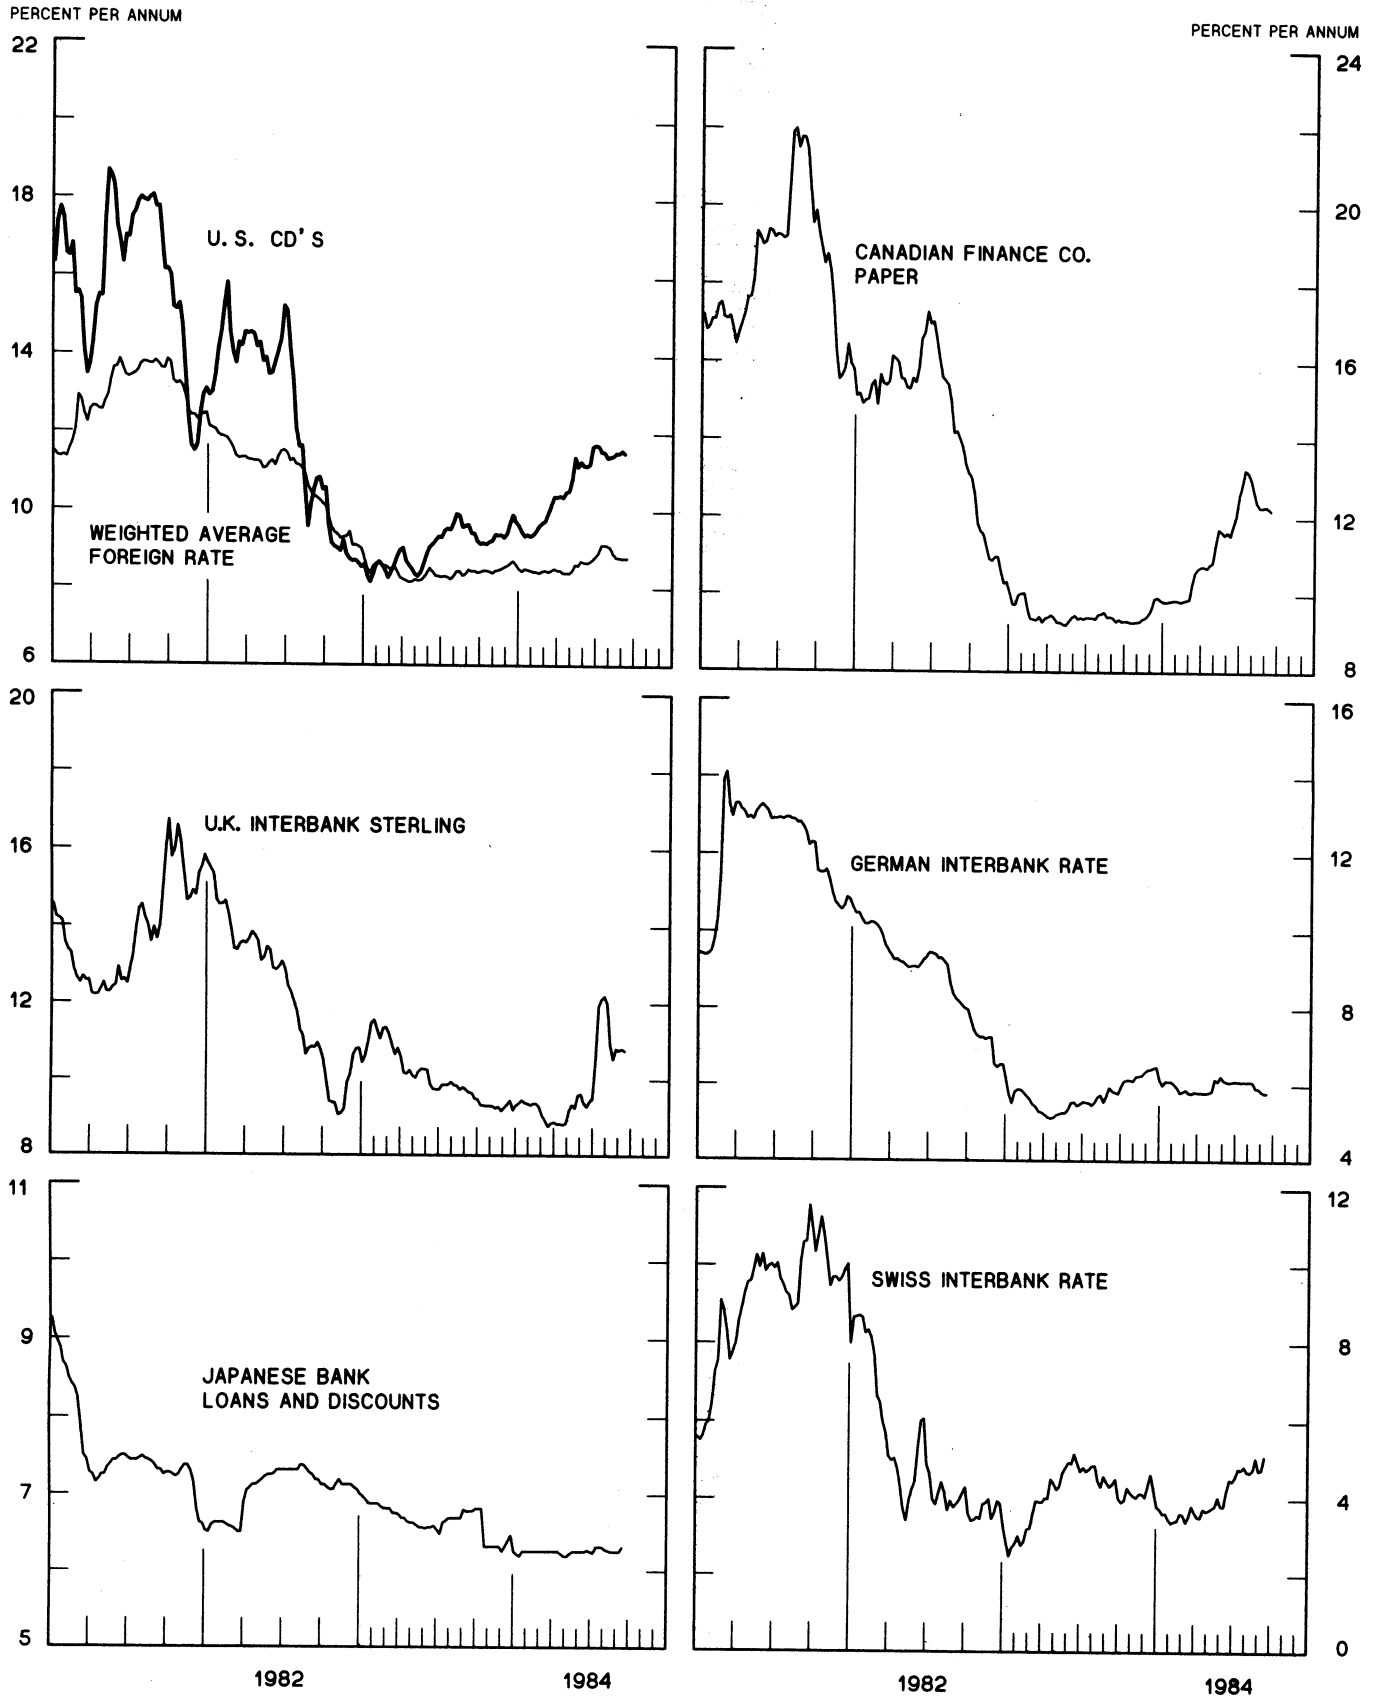 PERCENT PER ANNUM
PERCENT PER ANNUM
22
18
14
10
6
U.S. CD'S
WEIGHTED AVERAGE
FOREIGN RATE
24
20
16
12
8
CANADIAN FINANCE CO.
PAPER
20
16
12
8
U.K. INTERBANK STERLING
16
12
8
4
GERMAN INTERBANK RATE
11
9
7
5
JAPANESE BANK
LOANS AND DISCOUNTS
1982
1984
12
8
4
0
SWISS INTERBANK RATE
1982
1984